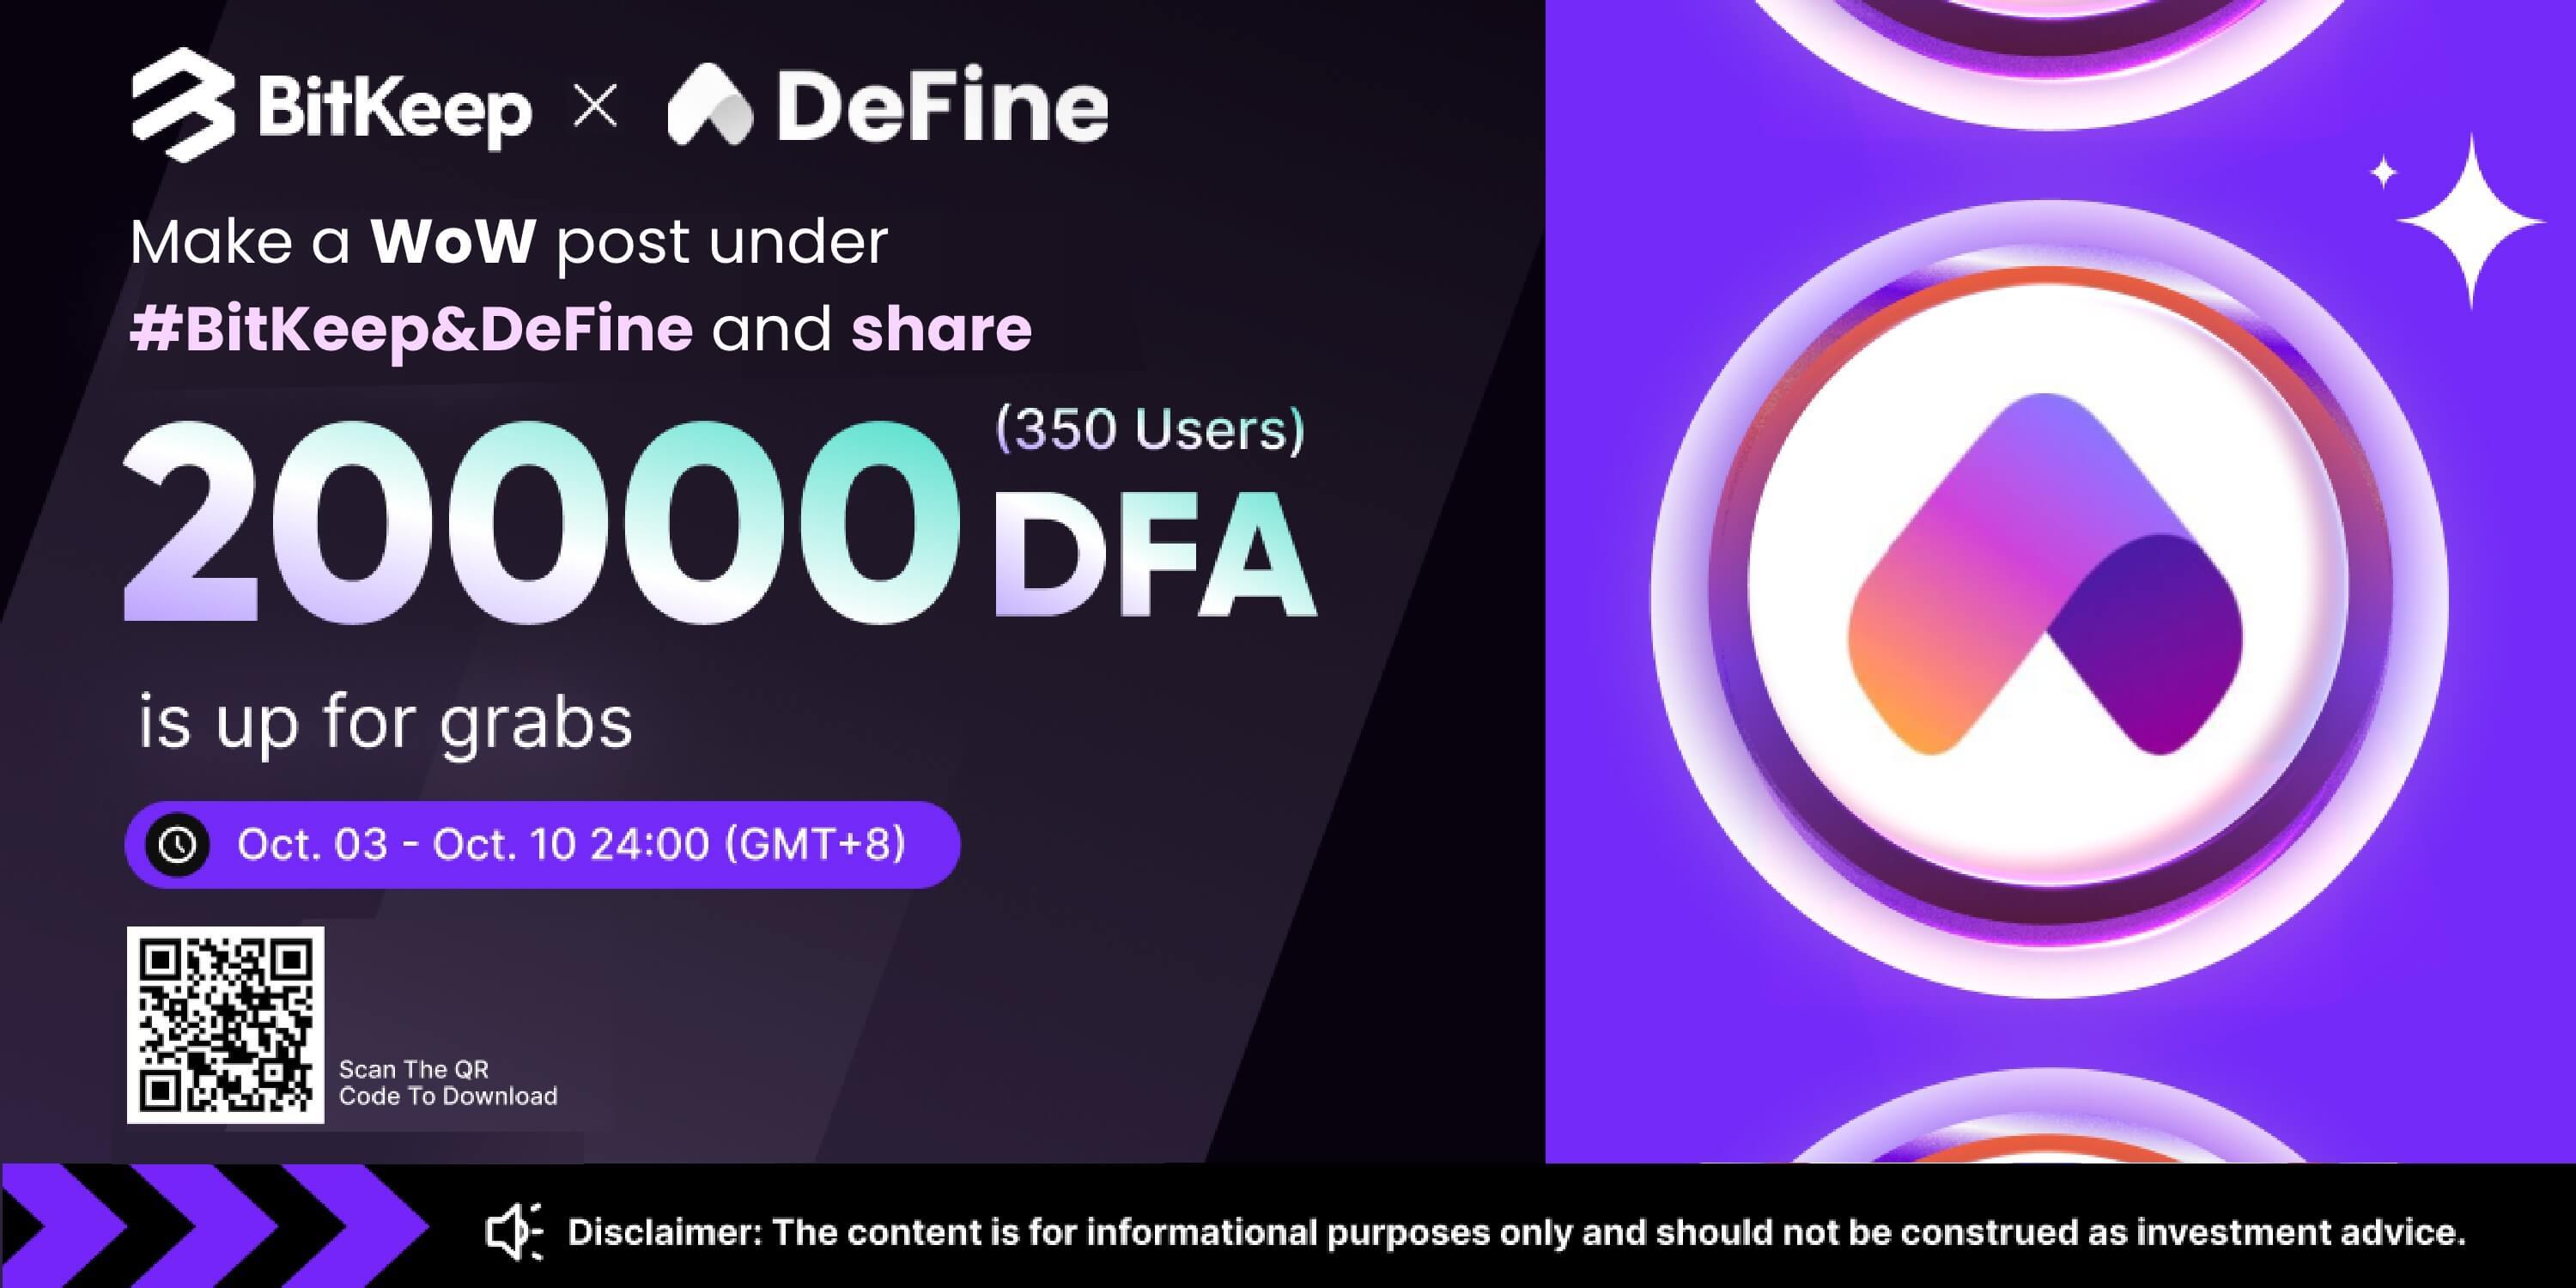 BitKeep × DeFine
Make a WoW post under
#BitKeep&DeFine and share
20000 DFA
(350 Users)
is up for grabs
Oct. 03 - Oct. 10 24:00 (GMT+8)
Scan The QR
Code To Download
Disclaimer: The content is for informational purposes only and should not be construed as investment advice.